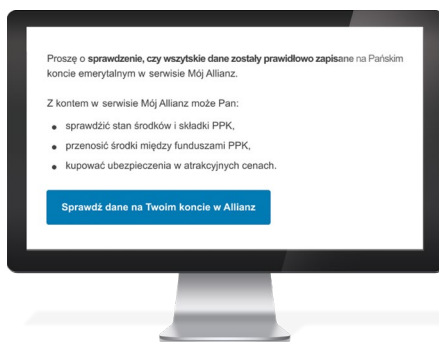 Proszę o sprawdzenie, czy wszystkie dane zostały prawidłowo zapisane na Pańskim
koncie emerytalnym w serwisie Mój Allianz.
Z kontem w serwisie Mój Allianz może Pan:
• sprawdźić stan środków i składki PPK,
• przenosić środki między funduszami PPK,
• kupować ubezpieczenia w atrakcyjnych cenach.
Sprawdź dane na Twoim koncie w Allianz